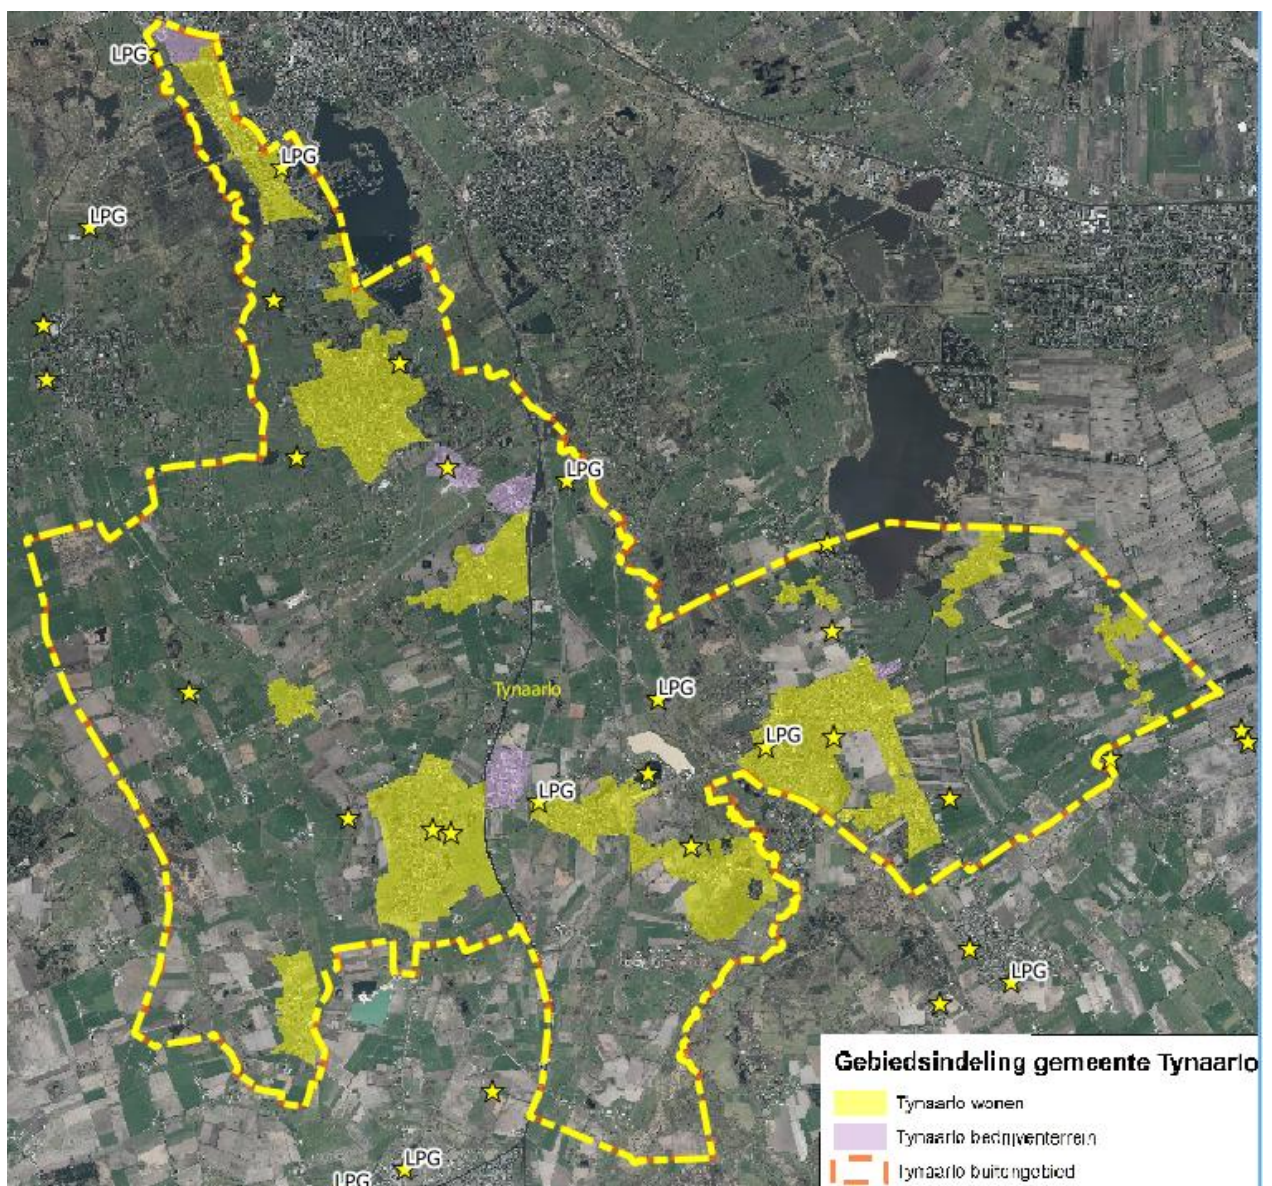 LPG
LPG
LPG
LPG
Tynaarlo
LPG
LPG
LPG
LPG
LPG
LPG
Gebiedsindeling gemeente Tynaarlo
Tynaarlo wonen
Tynaarlo bedrijventerrein
Tynaarlo buitengebied